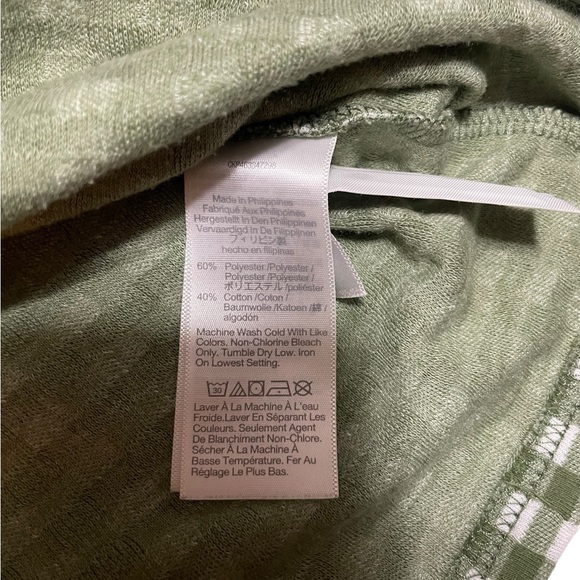 Made in Philippines
Fabriqué Aux Philippines
Hergestellt In Den Philippinen
Vervaardigd In De Filippijnen
フィリピン製
hecho en filipinas
60% Polyester /Polyester /
Polyester /Polyester /
ポリエステル /poliéster
40% Cotton /Coton /
Baumwolle /Katoen /綿 /
algodón
Machine Wash Cold With Like
Colors. Non-Chlorine Bleach
Only. Tumble Dry Low. Iron
On Lowest Setting.
30
Laver À La Machine À L'eau
Froide.Laver En Séparant Les
Couleurs. Seulement Agent
De Blanchiment Non-Chlore.
Sécher À La Machine À
Basse Température. Fer Au
Réglage Le Plus Bas.